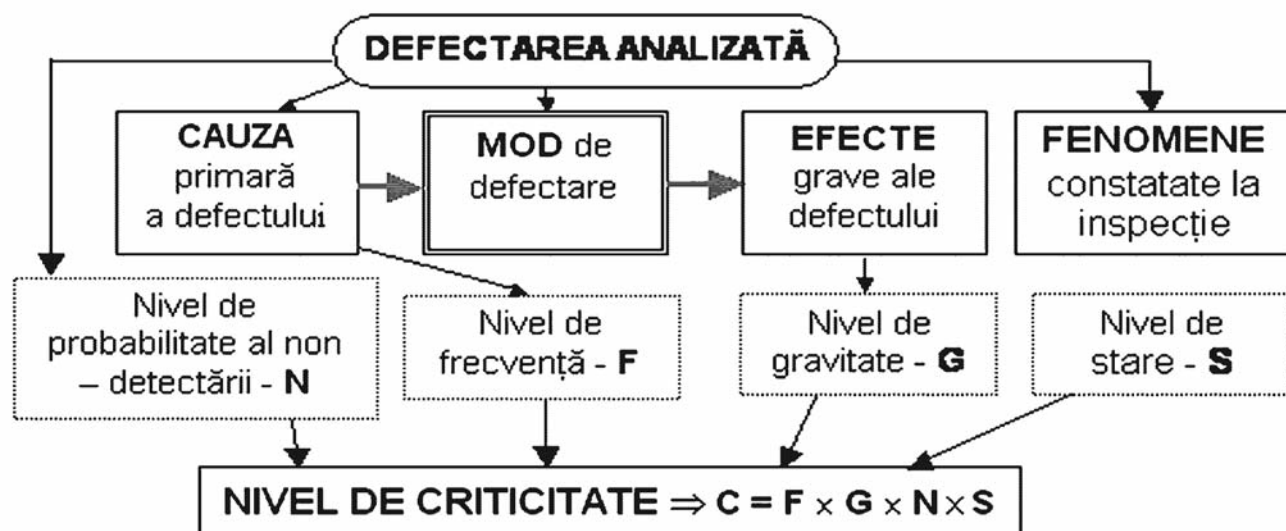 DEFECTAREA ANALIZATĂ
CAUZA
primară
a defectului
MOD de
defectare
EFECTE
grave ale
defectului
FENOMENE
constatate la
inspecție
Nivel de
probabilitate al non
– detectării - N
Nivel de
frecvență - F
Nivel de
gravitate - G
Nivel de
stare - S
NIVEL DE CRITICITATE ⇒ C = F × G × N × S